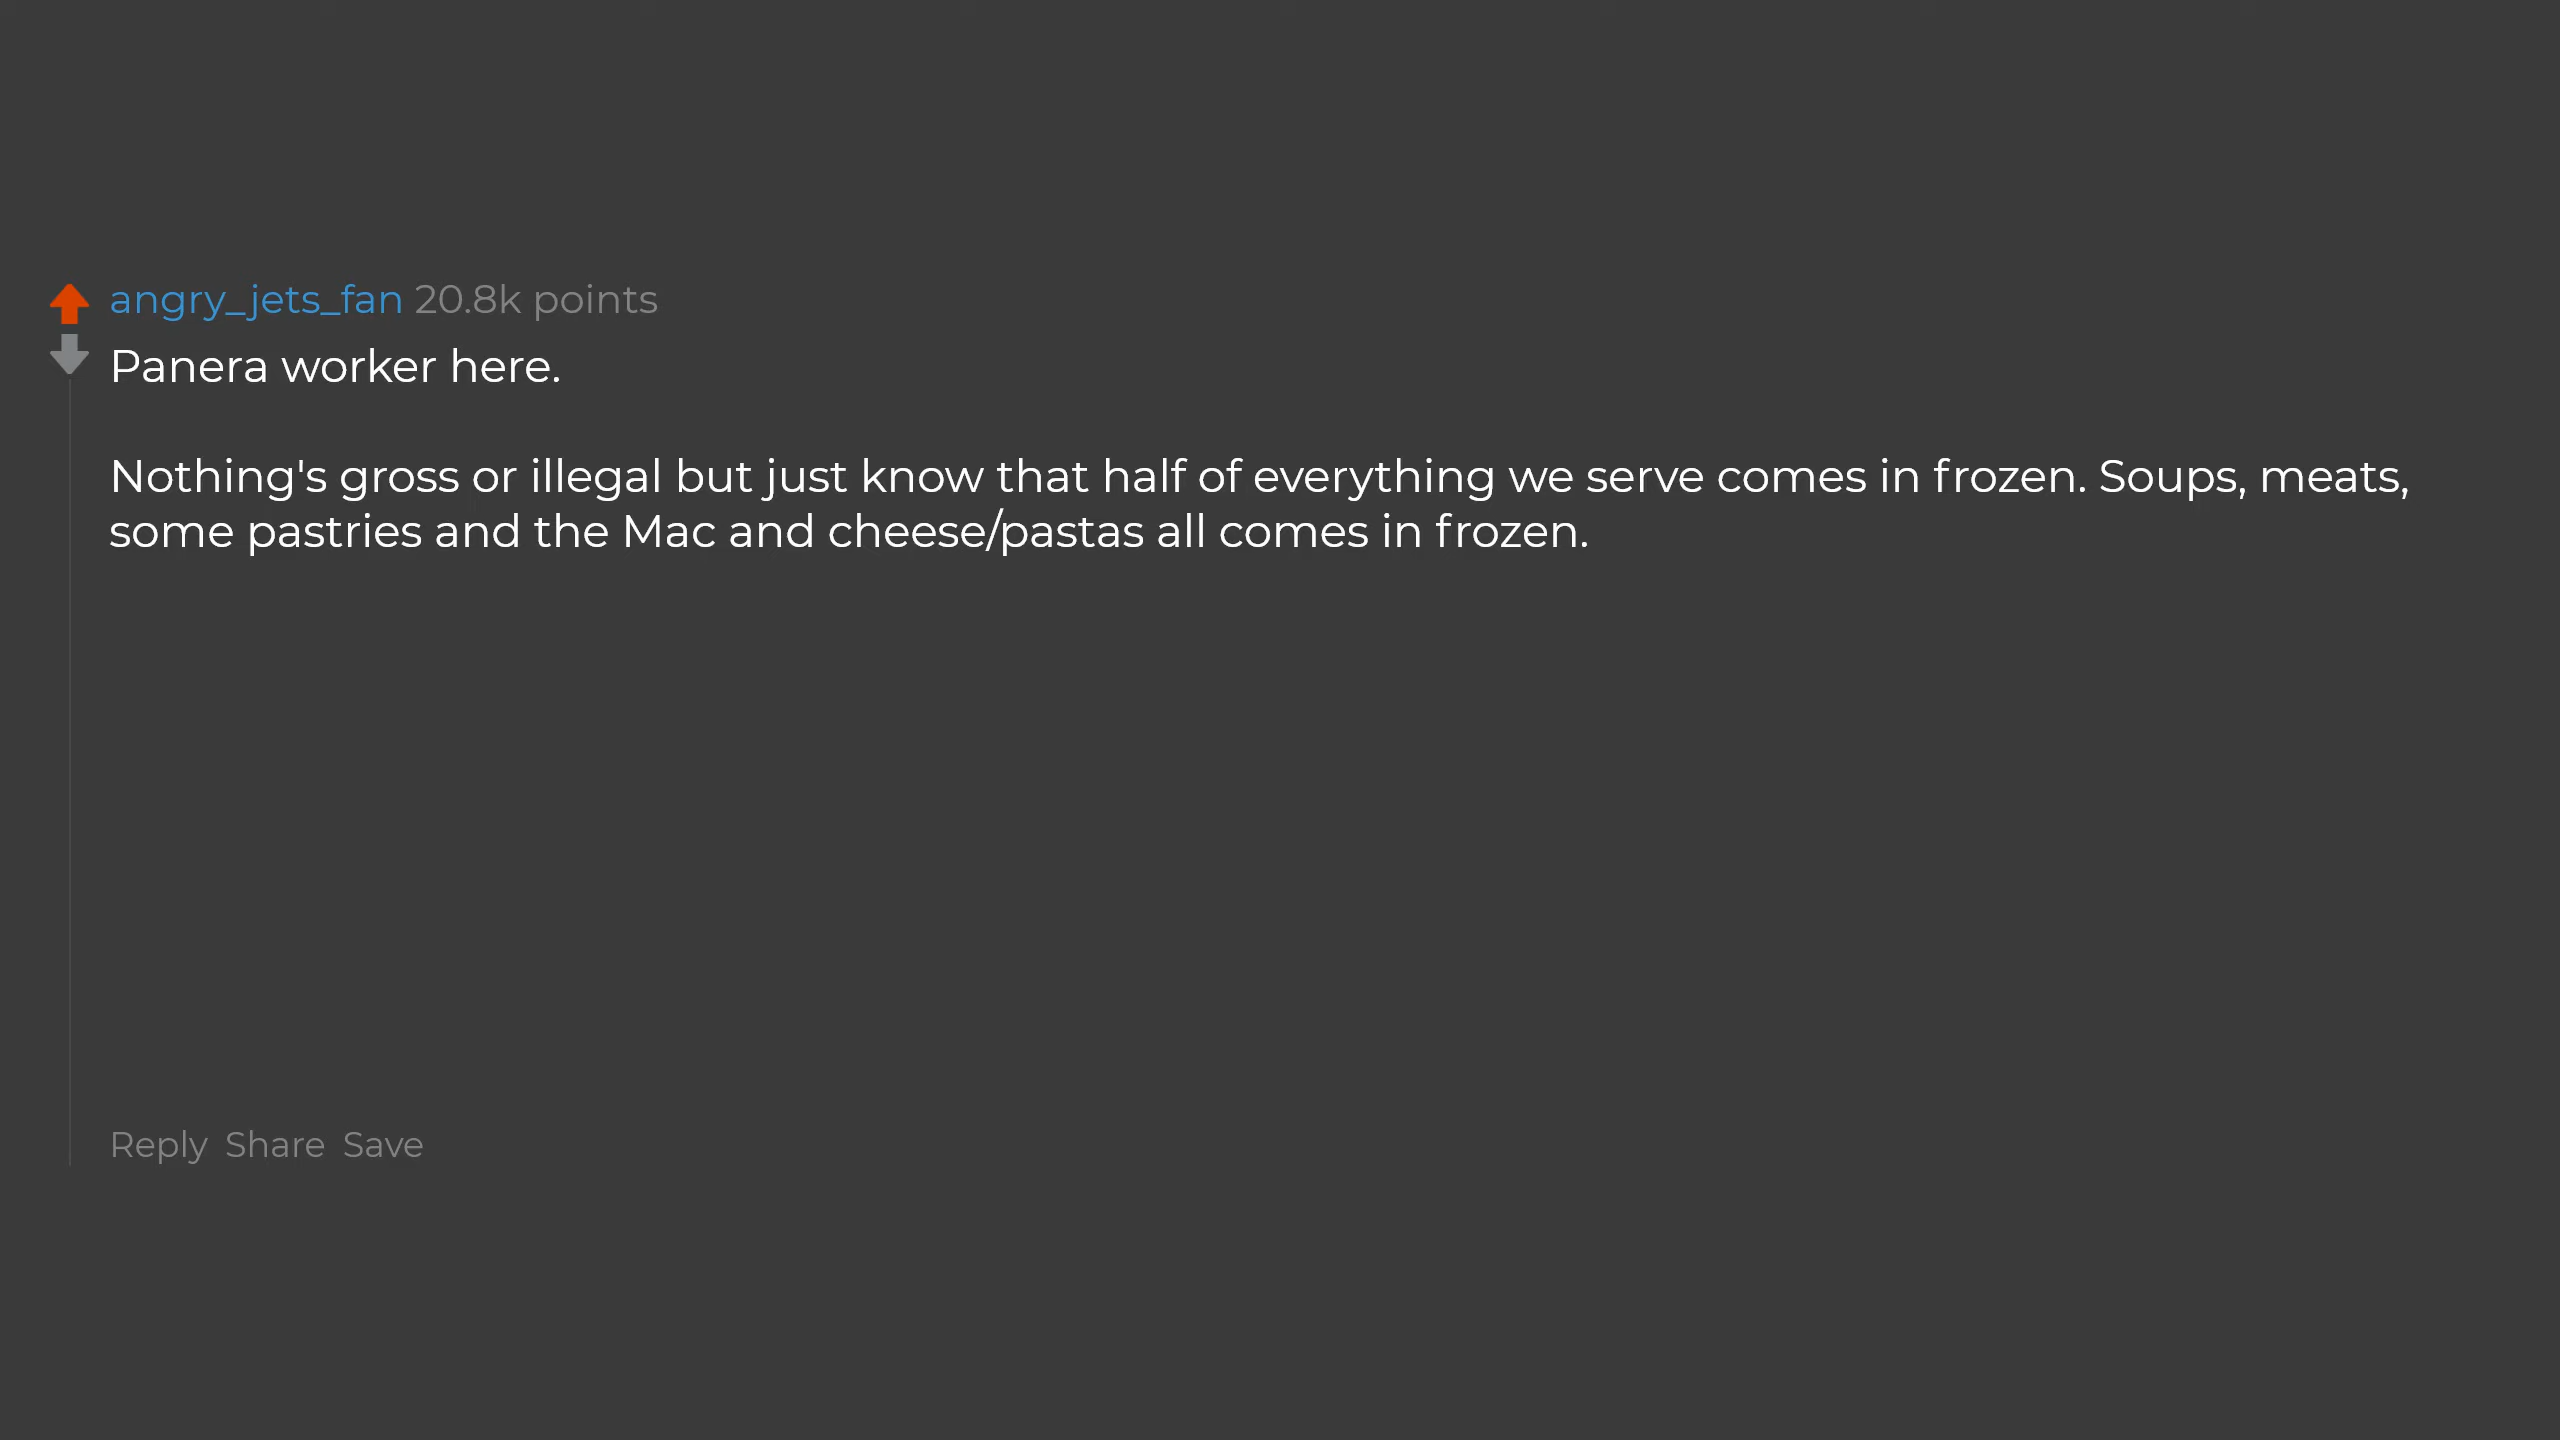 angry_jets_fan 20.8k points
Panera worker here.
Nothing's gross or illegal but just know that half of everything we serve comes in frozen. Soups, meats,
some pastries and the Mac and cheese/pastas all comes in frozen.
Reply Share Save